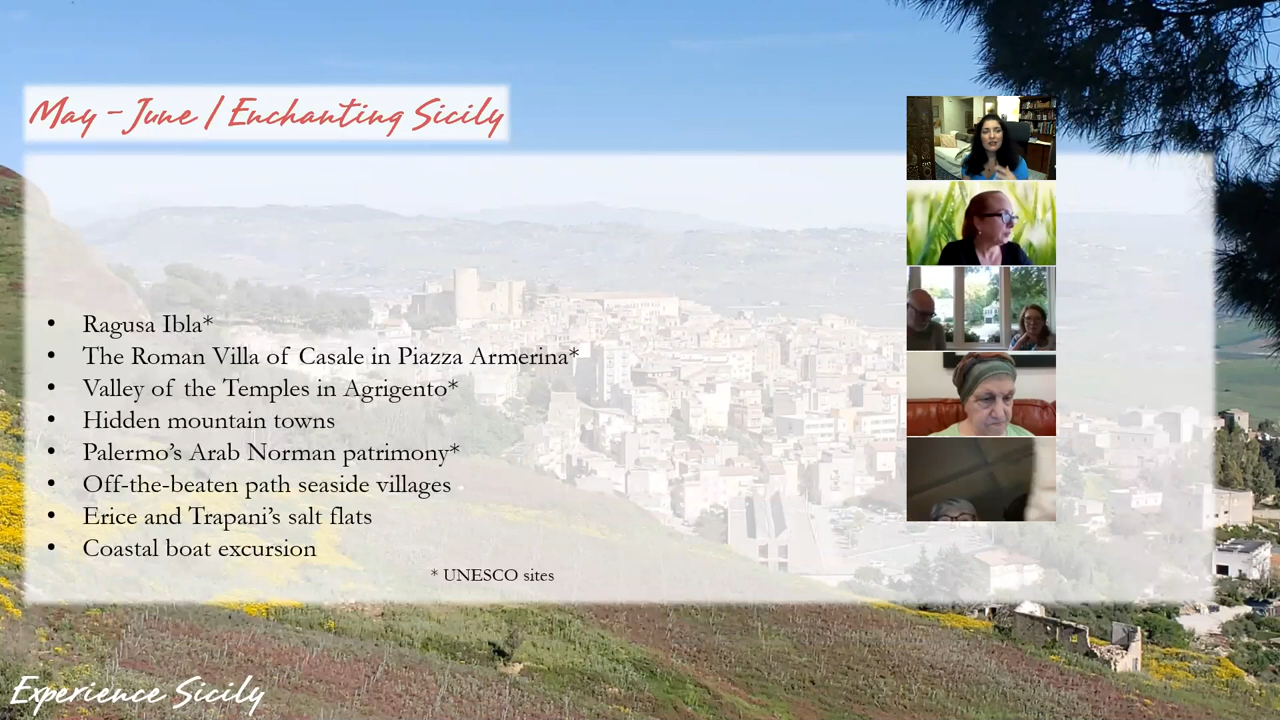 May - June / Enchanting Sicily
• Ragusa Ibla*
• The Roman Villa of Casale in Piazza Armerina*
• Valley of the Temples in Agrigento*
• Hidden mountain towns
• Palermo’s Arab Norman patrimony*
• Off-the-beaten path seaside villages
• Erice and Trapani’s salt flats
• Coastal boat excursion
* UNESCO sites
Experience Sicily